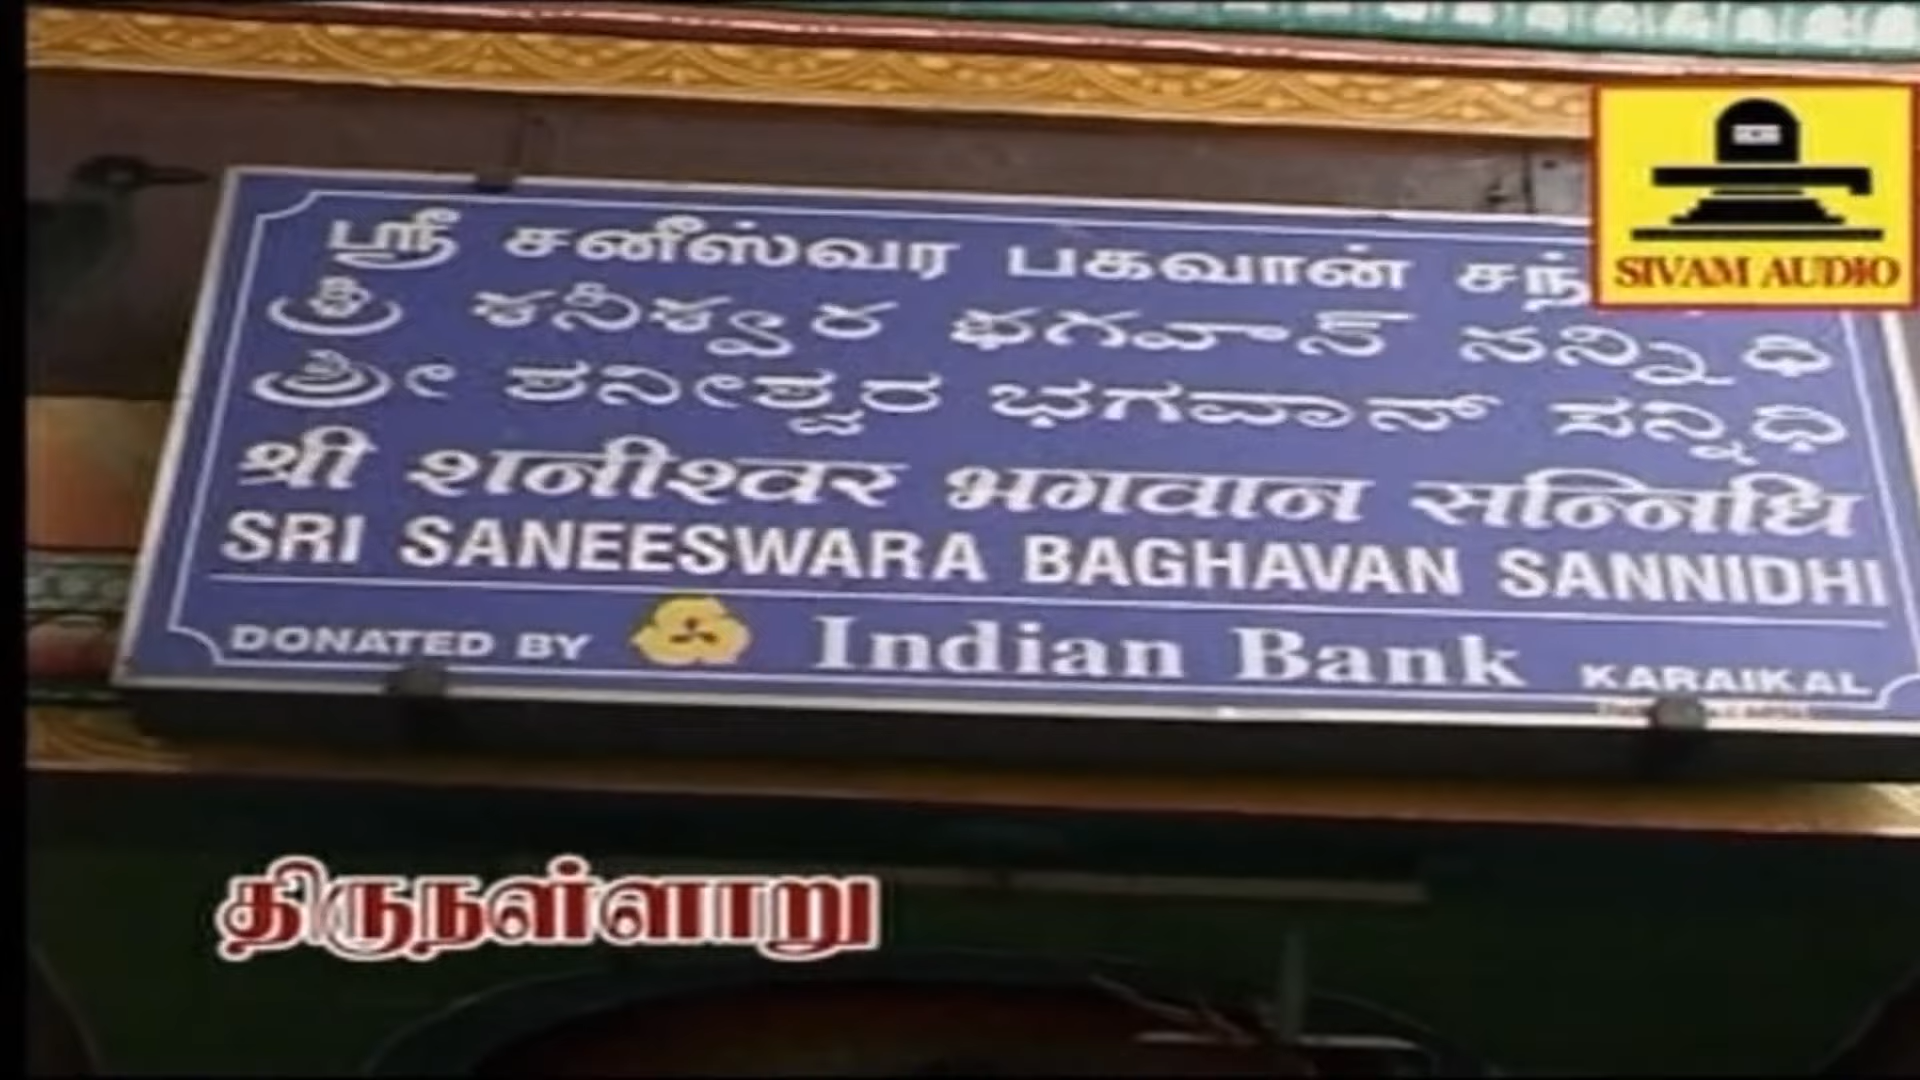 ஸ்ரீ சனீஸ்வர பகவான்
SIVAM AUDIO
శ్రీ శనీశ్వర భగవాన్ సన్నిధి
ಶ್ರೀ ಶನೀಶ್ವರ ಭಗವಾನ್ ಸನ್ನಿಧಿ
श्री शनीश्वर भगवान सन्निधि
SRI SANEESWARA BAGHAVAN SANNIDHI
DONATED BY Indian Bank KARAIKAL
திருநள்ளாறு